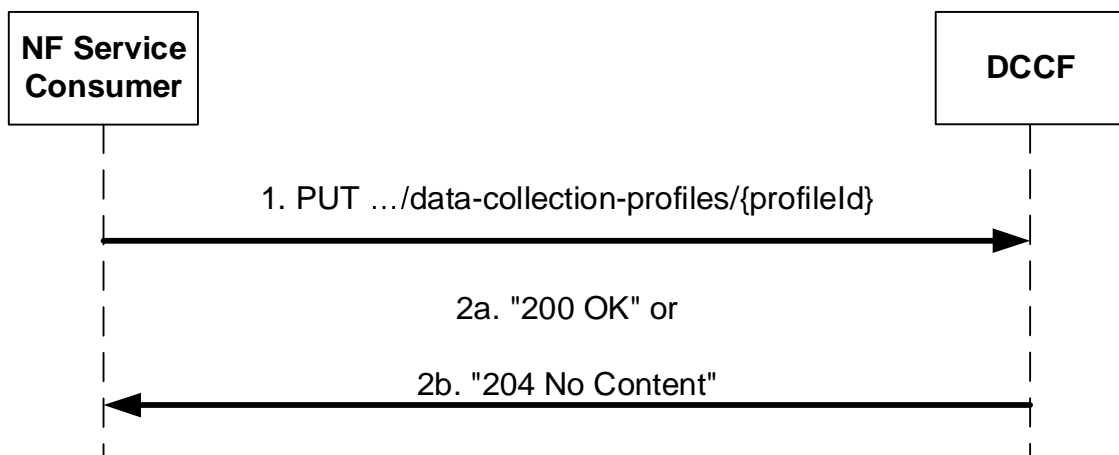 NF Service
Consumer
DCCF
1. PUT …/data-collection-profiles/{profileId}
2a. "200 OK" or
2b. "204 No Content"